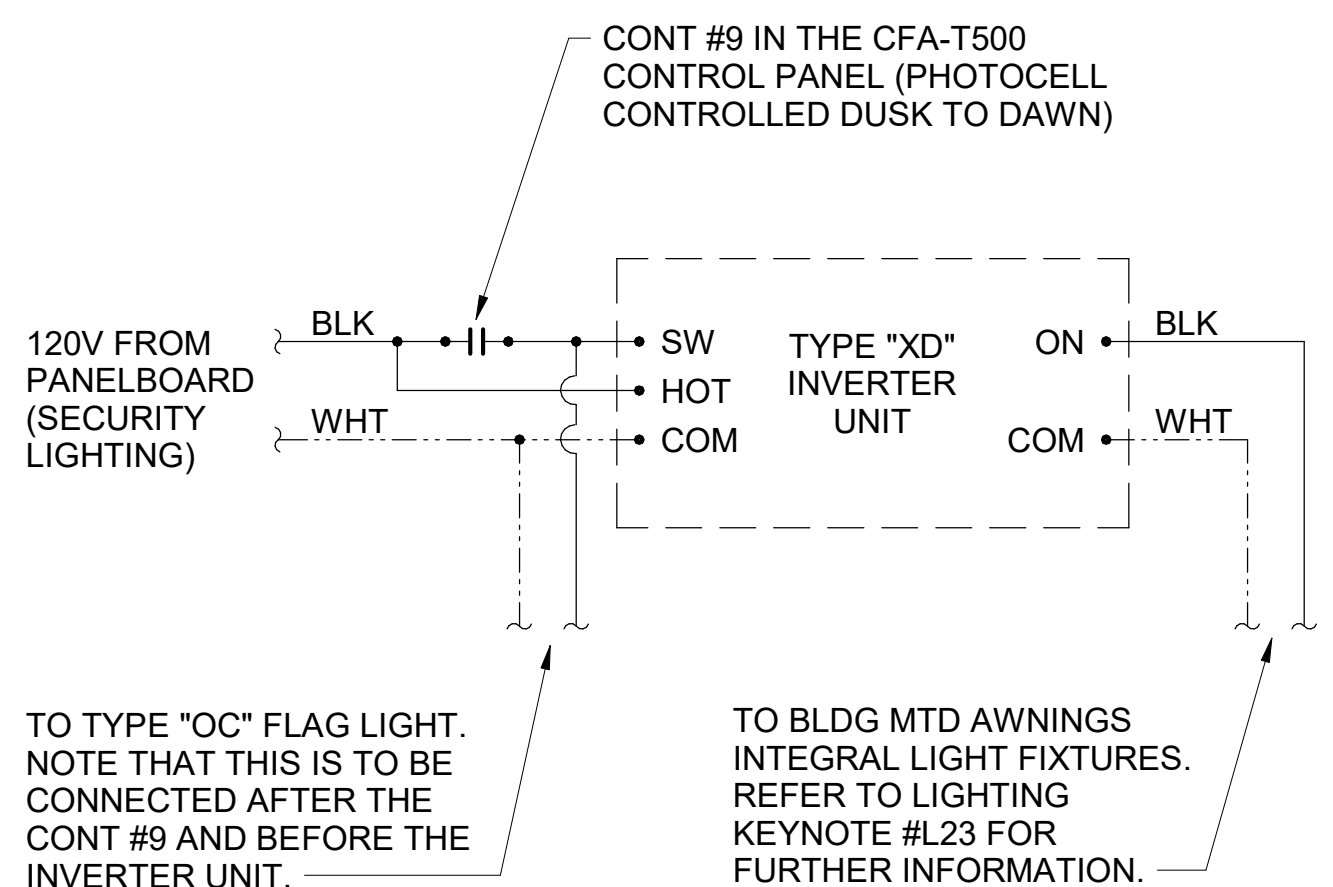 CONT #9 IN THE CFA-T500
CONTROL PANEL (PHOTOCELL
CONTROLLED DUSK TO DAWN)
120V FROM
PANELBOARD
(SECURITY
LIGHTING)
BLK
WHT
SW
HOT
COM
TYPE "XD"
INVERTER
UNIT
ON
COM
BLK
WHT
TO TYPE "OC" FLAG LIGHT.
NOTE THAT THIS IS TO BE
CONNECTED AFTER THE
CONT #9 AND BEFORE THE
INVERTER UNIT.
TO BLDG MTD AWNINGS
INTEGRAL LIGHT FIXTURES.
REFER TO LIGHTING
KEYNOTE #L23 FOR
FURTHER INFORMATION.